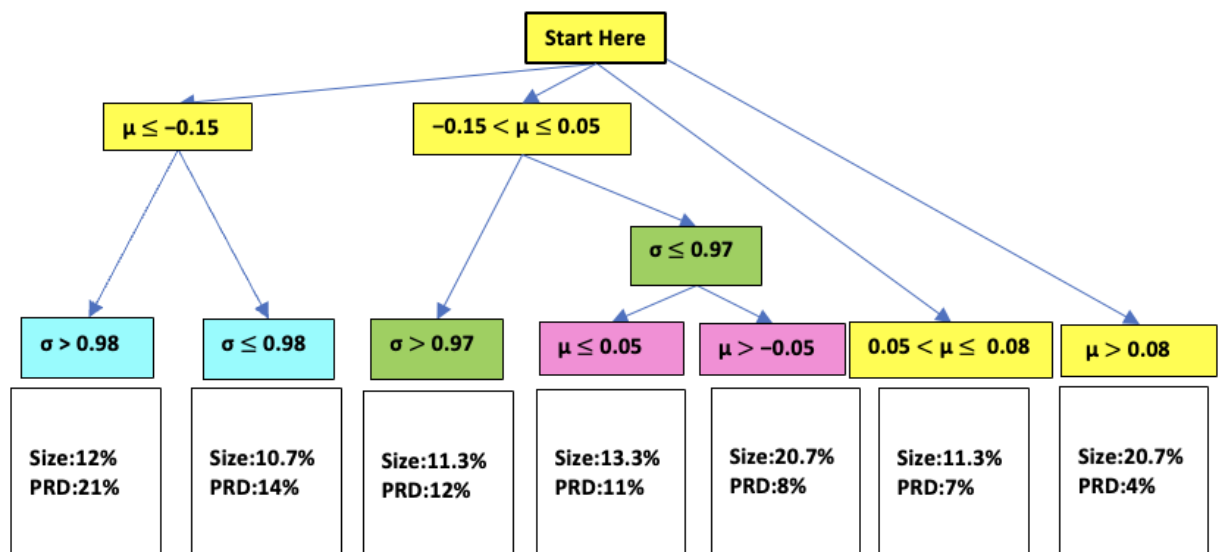 Start Here
μ ≤ −0.15
−0.15 < μ ≤ 0.05
σ ≤ 0.97
σ > 0.98
σ ≤ 0.98
σ > 0.97
μ ≤ 0.05
μ > −0.05
0.05 < μ ≤ 0.08
μ > 0.08
Size:12%
PRD:21%
Size:10.7%
PRD:14%
Size:11.3%
PRD:12%
Size:13.3%
PRD:11%
Size:20.7%
PRD:8%
Size:11.3%
PRD:7%
Size:20.7%
PRD:4%